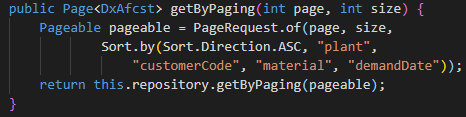 public Page<DxAfcst> getByPaging(int page, int size) {
Pageable pageable = PageRequest.of(page, size,
Sort.by(Sort.Direction.ASC, "plant",
"customerCode", "material", "demandDate"));
return this.repository.getByPaging(pageable);
}